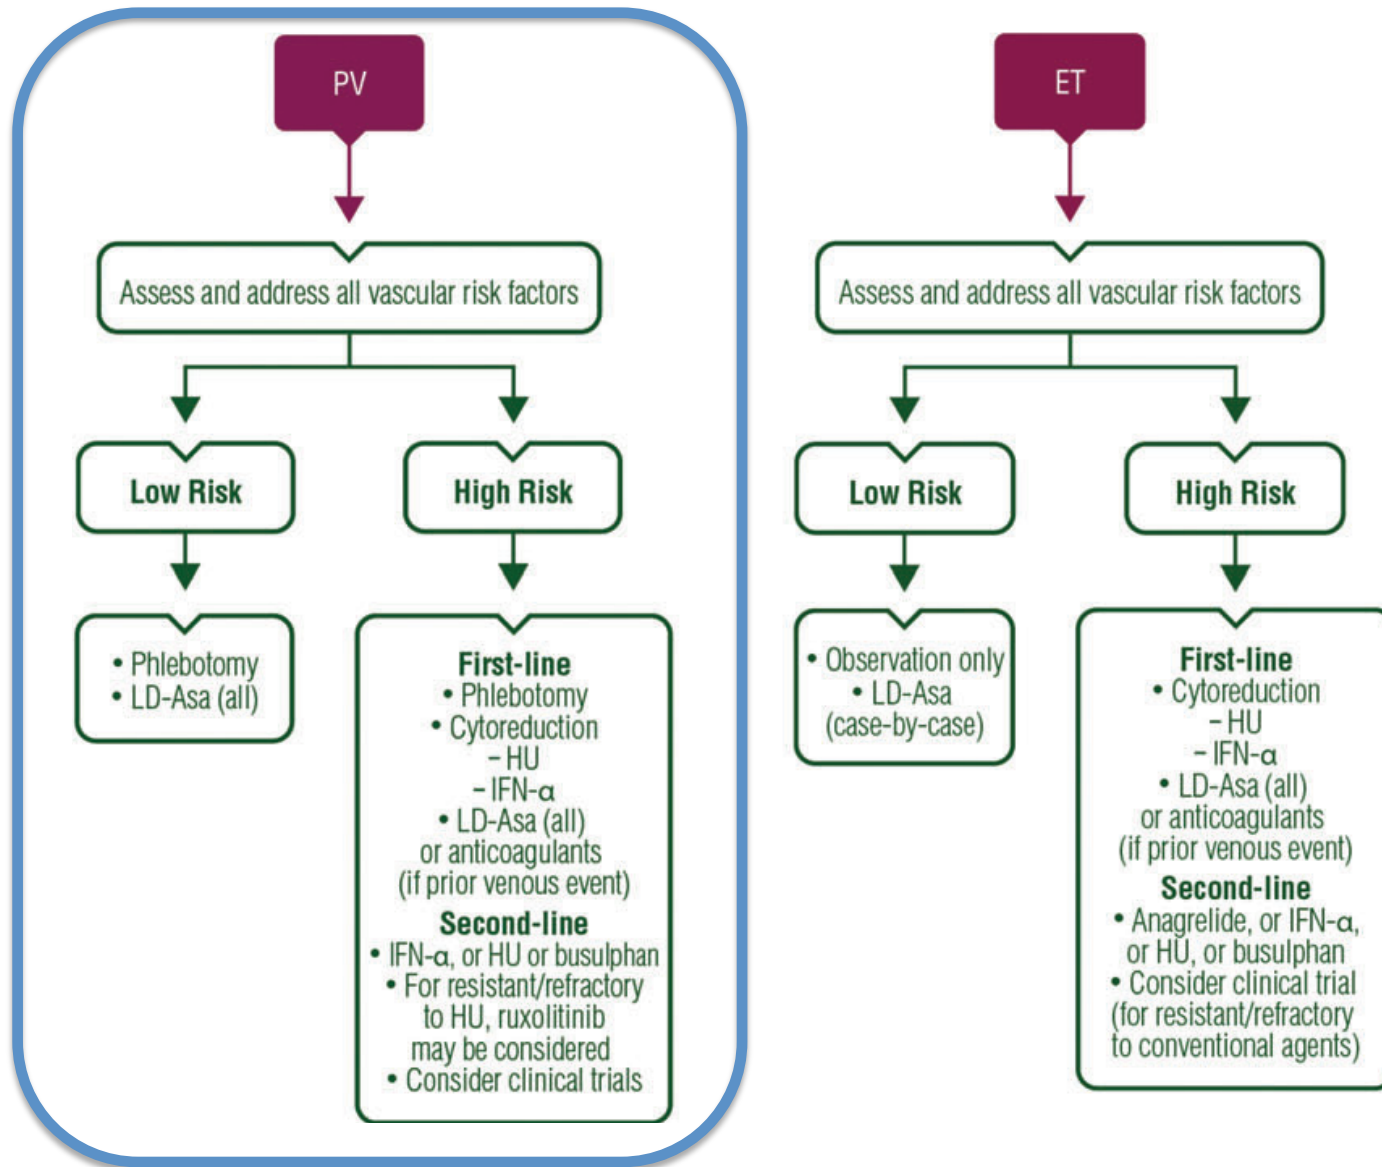 PV
Assess and address all vascular risk factors
Low Risk
• Phlebotomy
• LD-Asa (all)
High Risk
First-line
• Phlebotomy
• Cytoreduction
– HU
– IFN-α
• LD-Asa (all)
or anticoagulants
(if prior venous event)
Second-line
• IFN-α, or HU or busulphan
• For resistant/refractory
to HU, ruxolitinib
may be considered
• Consider clinical trials
ET
Assess and address all vascular risk factors
Low Risk
• Observation only
• LD-Asa
(case-by-case)
High Risk
First-line
• Cytoreduction
– HU
– IFN-α
• LD-Asa (all)
or anticoagulants
(if prior venous event)
Second-line
• Anagrelide, or IFN-α,
or HU, or busulphan
• Consider clinical trial
(for resistant/refractory
to conventional agents)